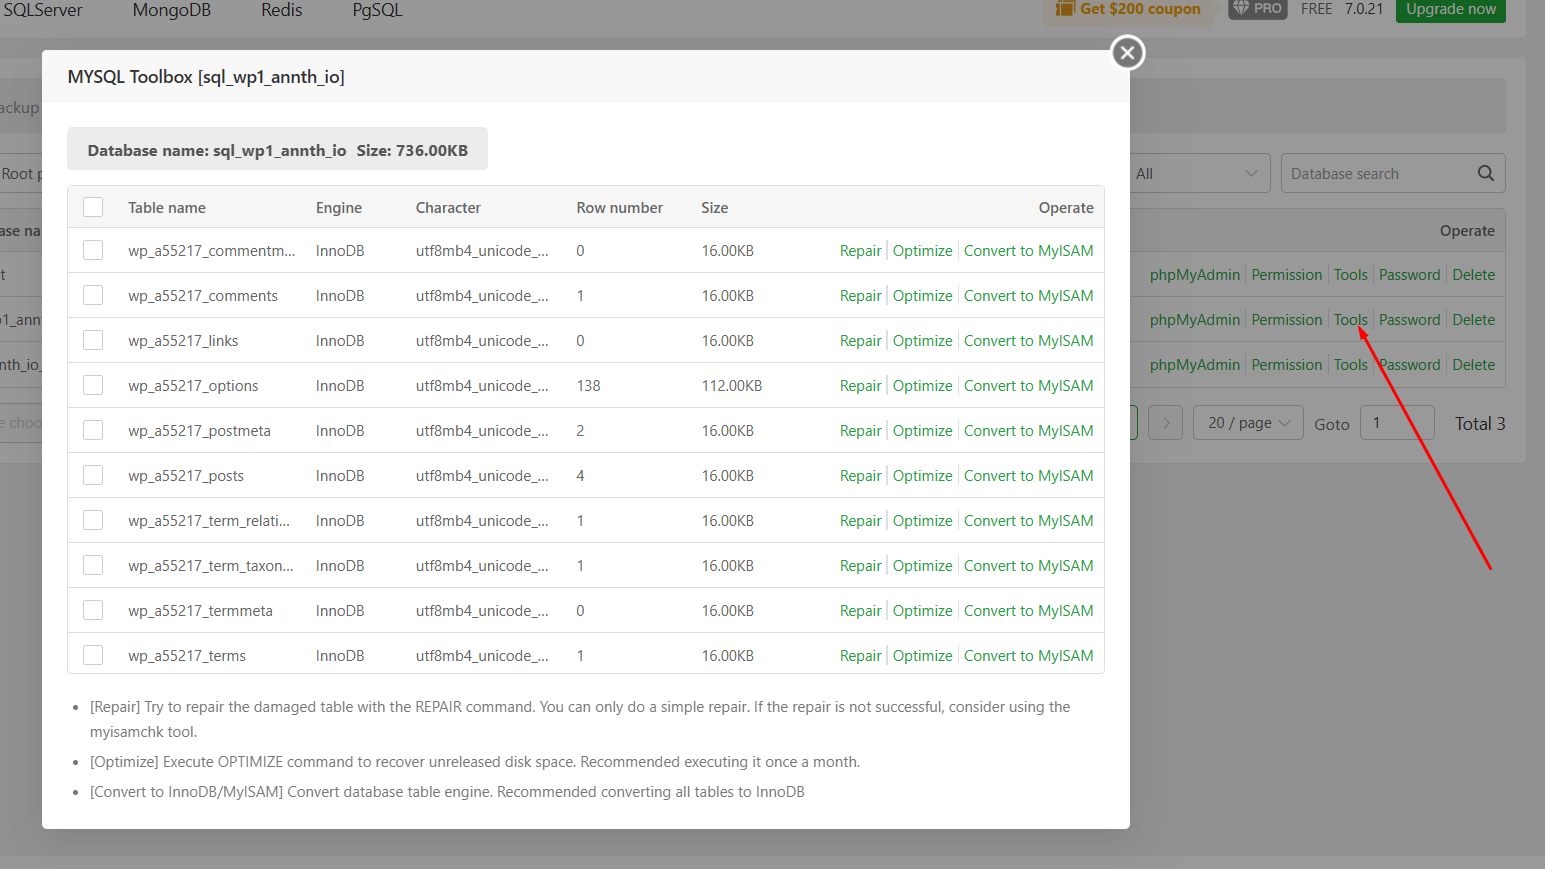 SQLServer MongoDB Redis PgSQL Get $200 coupon PRO FREE 7.0.21 Upgrade now
MYSQL Toolbox [sql_wp1_annth_io]
ackup
Database name: sql_wp1_annth_io Size: 736.00KB
Root p All Database search
Table name Engine Character Row number Size Operate
ase na Operate
wp_a55217_commentm... InnoDB utf8mb4_unicode_... 0 16.00KB Repair Optimize Convert to MyISAM
t phpMyAdmin Permission Tools Password Delete
wp_a55217_comments InnoDB utf8mb4_unicode_... 1 16.00KB Repair Optimize Convert to MyISAM
p1_ann phpMyAdmin Permission Tools Password Delete
wp_a55217_links InnoDB utf8mb4_unicode_... 0 16.00KB Repair Optimize Convert to MyISAM
nth_io_ phpMyAdmin Permission Tools Password Delete
wp_a55217_options InnoDB utf8mb4_unicode_... 138 112.00KB Repair Optimize Convert to MyISAM
e choo 20 / page Goto 1 Total 3
wp_a55217_postmeta InnoDB utf8mb4_unicode_... 2 16.00KB Repair Optimize Convert to MyISAM
wp_a55217_posts InnoDB utf8mb4_unicode_... 4 16.00KB Repair Optimize Convert to MyISAM
wp_a55217_term_relati... InnoDB utf8mb4_unicode_... 1 16.00KB Repair Optimize Convert to MyISAM
wp_a55217_term_taxon... InnoDB utf8mb4_unicode_... 1 16.00KB Repair Optimize Convert to MyISAM
wp_a55217_termmeta InnoDB utf8mb4_unicode_... 0 16.00KB Repair Optimize Convert to MyISAM
wp_a55217_terms InnoDB utf8mb4_unicode_... 1 16.00KB Repair Optimize Convert to MyISAM
• [Repair] Try to repair the damaged table with the REPAIR command. You can only do a simple repair. If the repair is not successful, consider using the
myisamchk tool.
• [Optimize] Execute OPTIMIZE command to recover unreleased disk space. Recommended executing it once a month.
• [Convert to InnoDB/MyISAM] Convert database table engine. Recommended converting all tables to InnoDB